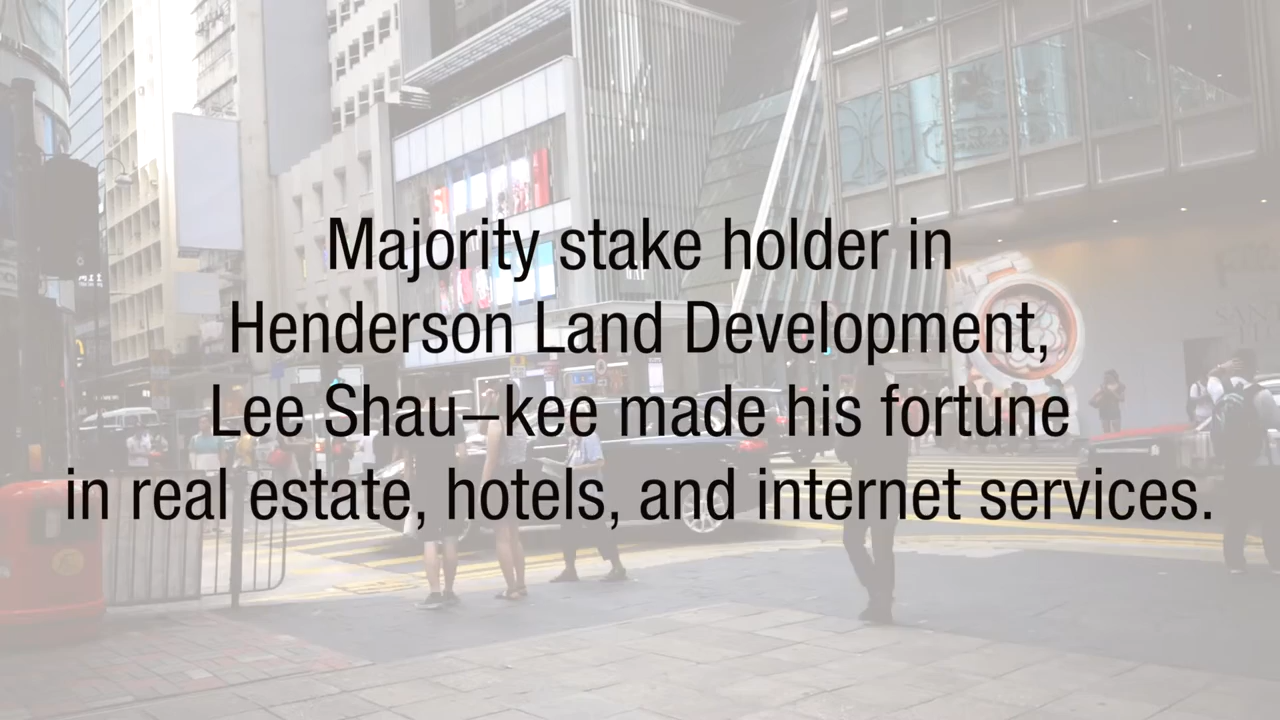 Majority stake holder in
Henderson Land Development,
Lee Shau–kee made his fortune
in real estate, hotels, and internet services.